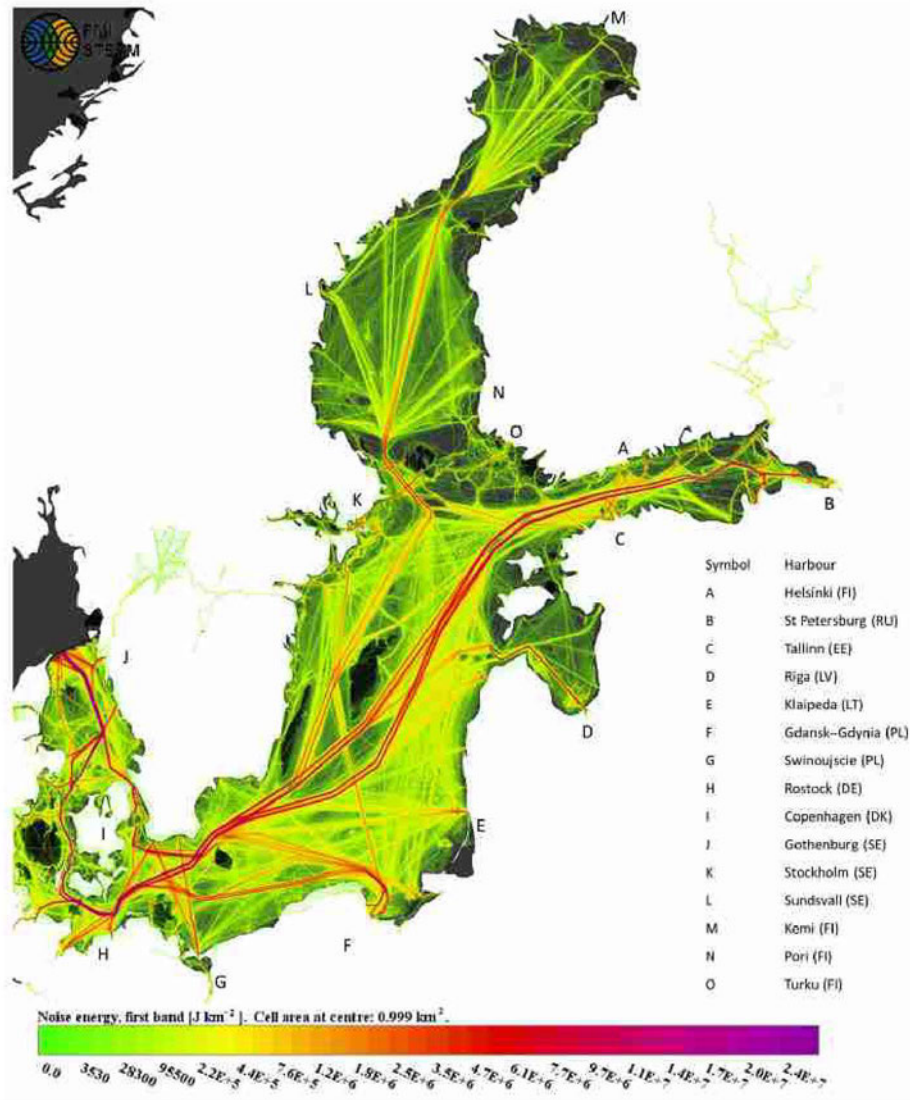 FMI
STEAM
M
L
N
O
A
K
B
C
J
D
I
E
H
F
G
Symbol Harbour
A Helsinki (FI)
B St Petersburg (RU)
C Tallinn (EE)
D Riga (LV)
E Klaipeda (LT)
F Gdansk–Gdynia (PL)
G Swinoujscie (PL)
H Rostock (DE)
I Copenhagen (DK)
J Gothenburg (SE)
K Stockholm (SE)
L Sundsvall (SE)
M Kemi (FI)
N Pori (FI)
O Turku (FI)
Noise energy, first band [J km⁻²]. Cell area at centre: 0.999 km².
0.0 3530 28300 95500 2.2E+5 4.4E+5 7.6E+5 1.2E+6 1.8E+6 2.5E+6 3.5E+6 4.7E+6 6.1E+6 7.7E+6 9.7E+6 1.1E+7 1.4E+7 1.7E+7 2.0E+7 2.4E+7